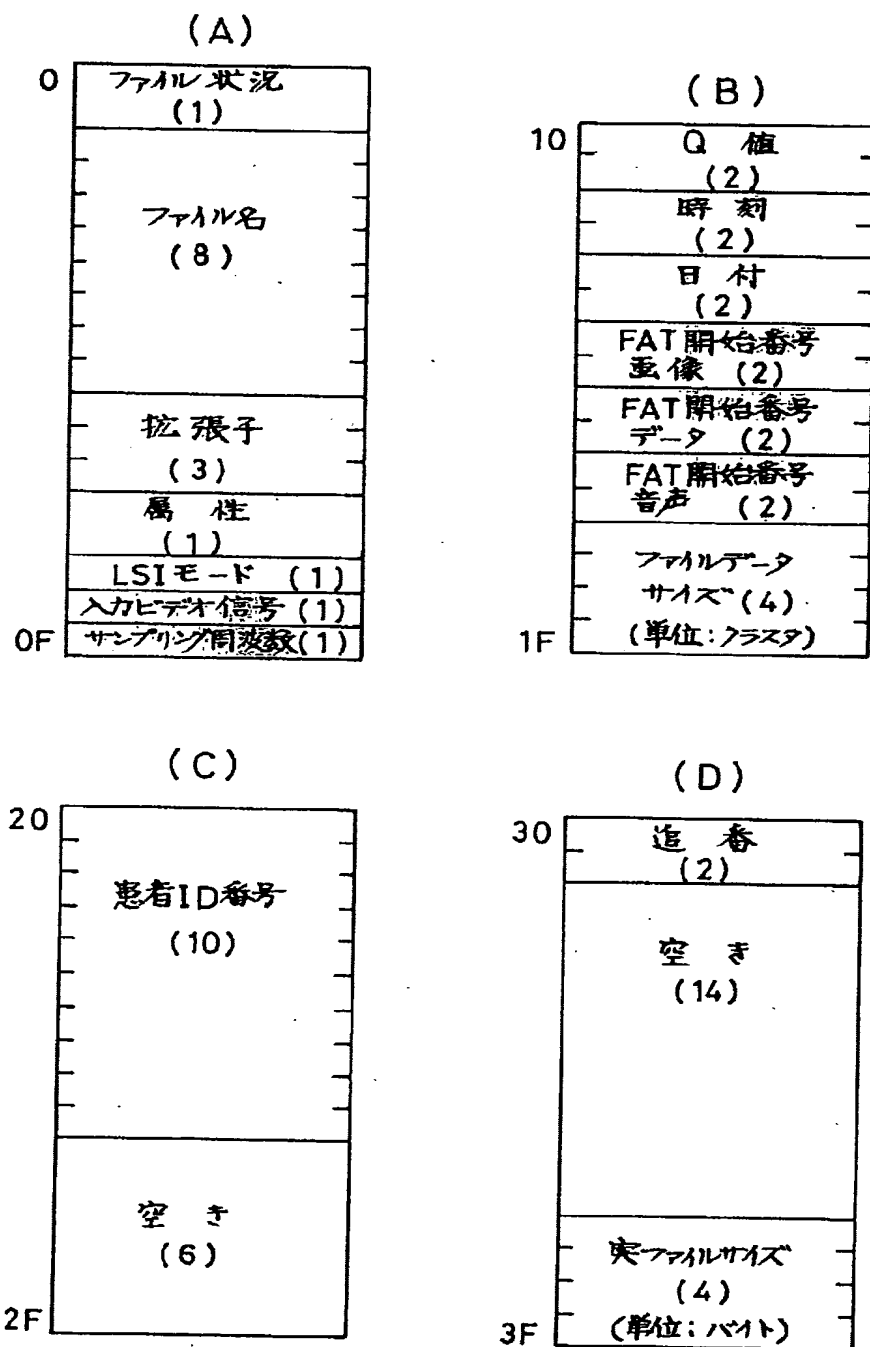 (A)
0
ファイル状況
(1)
ファイル名
(8)
拡張子
(3)
属性
(1)
LSIモード (1)
入力ビデオ信号(1)
サンプリング周波数(1)
0F
(B)
10
Q 値
(2)
時刻
(2)
日付
(2)
FAT開始番号
画像 (2)
FAT開始番号
データ (2)
FAT開始番号
音声 (2)
ファイルデータ
サイズ(4)
(単位:クラスタ)
1F
(C)
20
患者ID番号
(10)
空き
(6)
2F
(D)
30
追番
(2)
空き
(14)
実ファイルサイズ
(4)
(単位:バイト)
3F